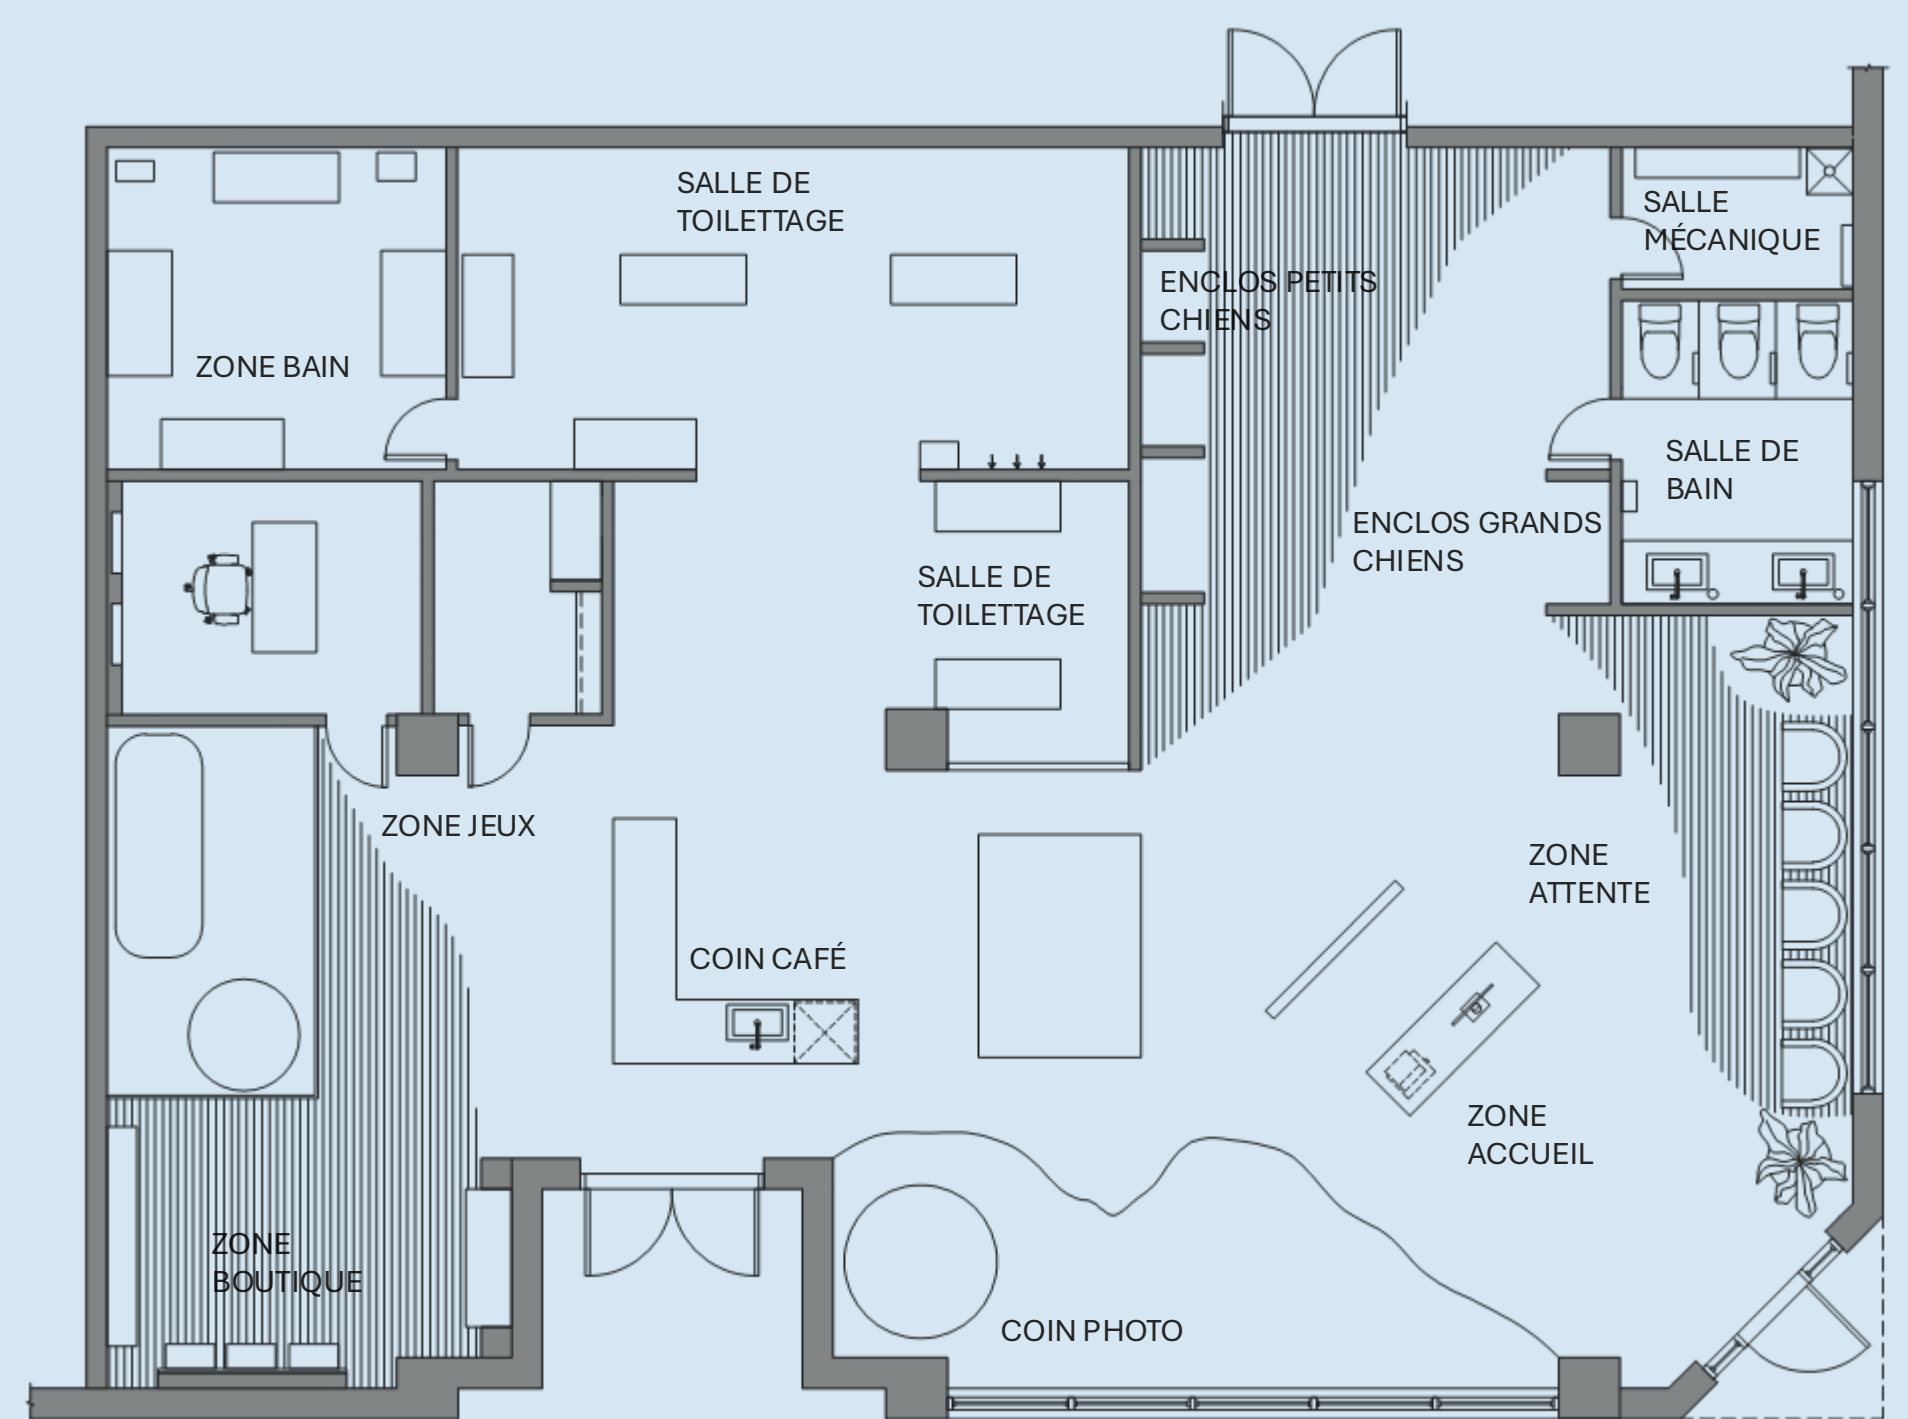 SALLE DE
TOILETTAGE
SALLE
MÉCANIQUE
ENCLOS PETITS
CHIENS
ZONE BAIN
SALLE DE
BAIN
ENCLOS GRANDS
CHIENS
SALLE DE
TOILETTAGE
ZONE JEUX
ZONE
ATTENTE
COIN CAFÉ
ZONE
ACCUEIL
ZONE
BOUTIQUE
COIN PHOTO